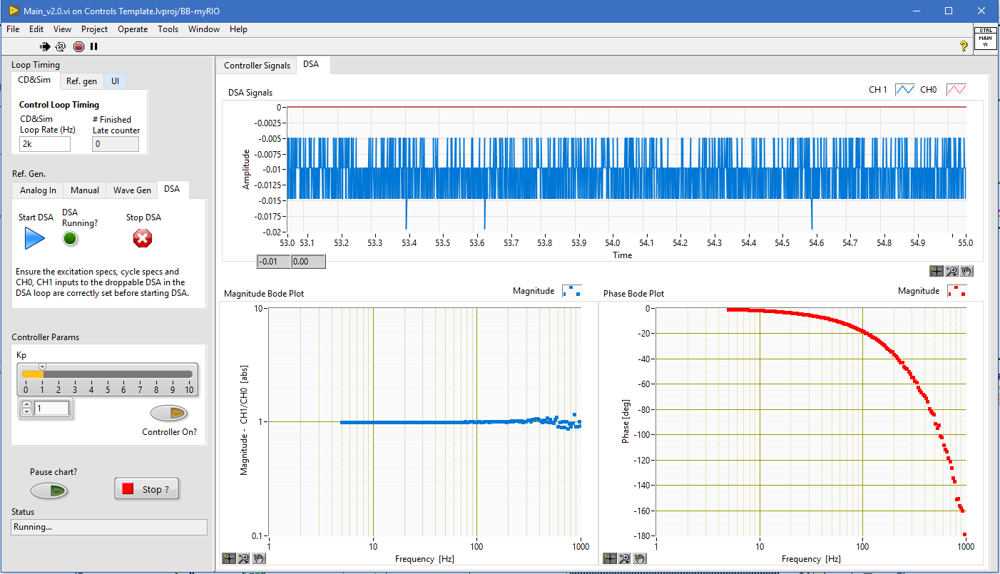 Main_v2.0.vi on Controls Template.lvproj/BB-myRIO
File Edit View Project Operate Tools Window Help
?
CTRL
MAIN
VI
Loop Timing
CD&Sim Ref. gen UI
Control Loop Timing
CD&Sim
Loop Rate (Hz)
# Finished
Late counter
2k 0
Ref. Gen.
Analog In Manual Wave Gen DSA
Start DSA
DSA
Running?
Stop DSA
Ensure the excitation specs, cycle specs and
CH0, CH1 inputs to the droppable DSA in the
DSA loop are correctly set before starting DSA.
Controller Params
Kp
0 1 2 3 4 5 6 7 8 9 10
1
Controller On?
Pause chart?
Stop ?
Status
Running...
Controller Signals DSA
DSA Signals
CH 1 CH0
Amplitude
0
-0.0025
-0.005
-0.0075
-0.01
-0.0125
-0.015
-0.0175
-0.02
53.0 53.1 53.2 53.3 53.4 53.5 53.6 53.7 53.8 53.9 54.0 54.1 54.2 54.3 54.4 54.5 54.6 54.7 54.8 54.9 55.0
Time
-0.01 0.00
Magnitude Bode Plot
Magnitude
Magnitude - CH1/CH0 [abs]
10
1
0.1
1 10 100 1000
Frequency [Hz]
Phase Bode Plot
Magnitude
Phase [deg]
0
-20
-40
-60
-80
-100
-120
-140
-160
-180
1 10 100 1000
Frequency [Hz]